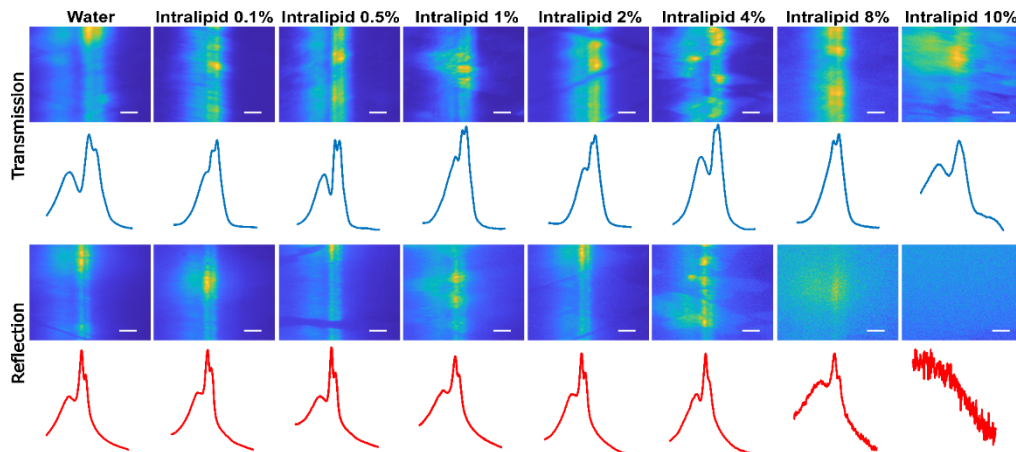 Water Intralipid 0.1% Intralipid 0.5% Intralipid 1% Intralipid 2% Intralipid 4% Intralipid 8% Intralipid 10%
Transmission
Reflection